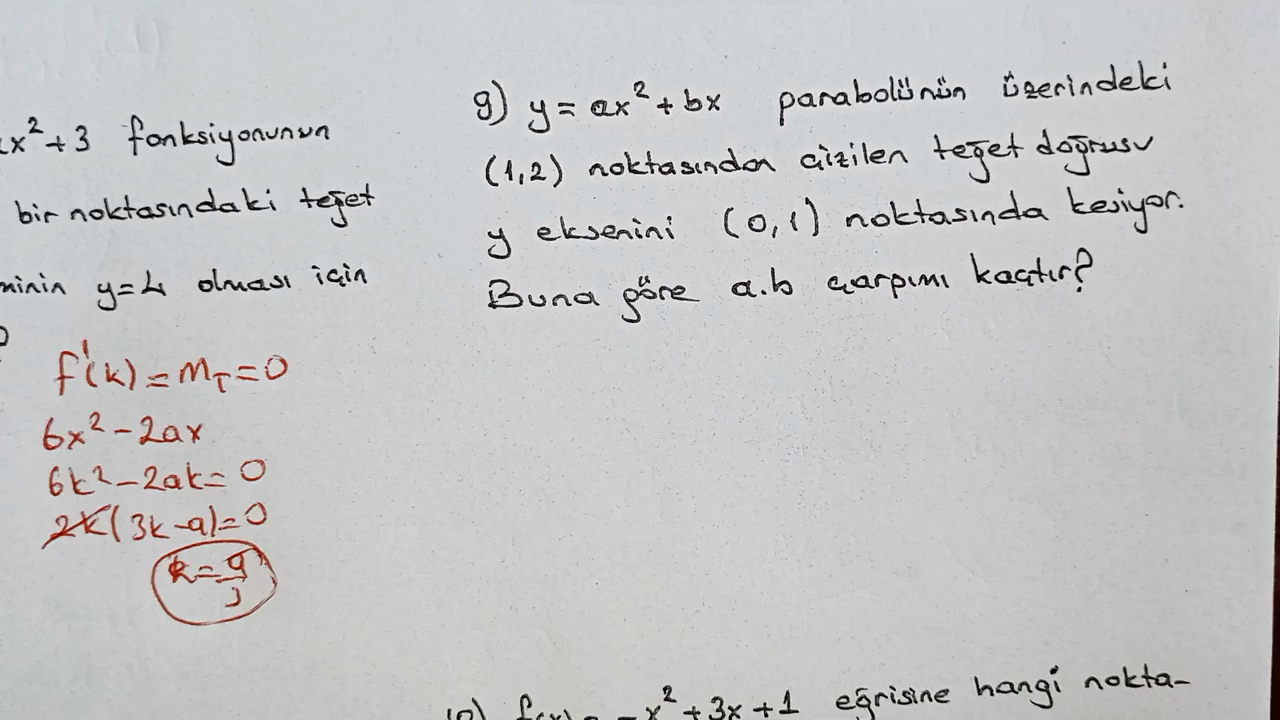 x²+3 fonksiyonunun
bir noktasındaki teğet
y=4 olması için
f'(k) = m_T = 0
6x² - 2ax
6k² - 2ak = 0
2k(3k-a) = 0
k = a/3
9) y = ax² + bx parabolünün üzerindeki
(1,2) noktasından çizilen teğet doğrusu
y eksenini (0,1) noktasında kesiyor.
Buna göre a.b çarpımı kaçtır?
-x²+3x+1 eğrisine hangi nokta-